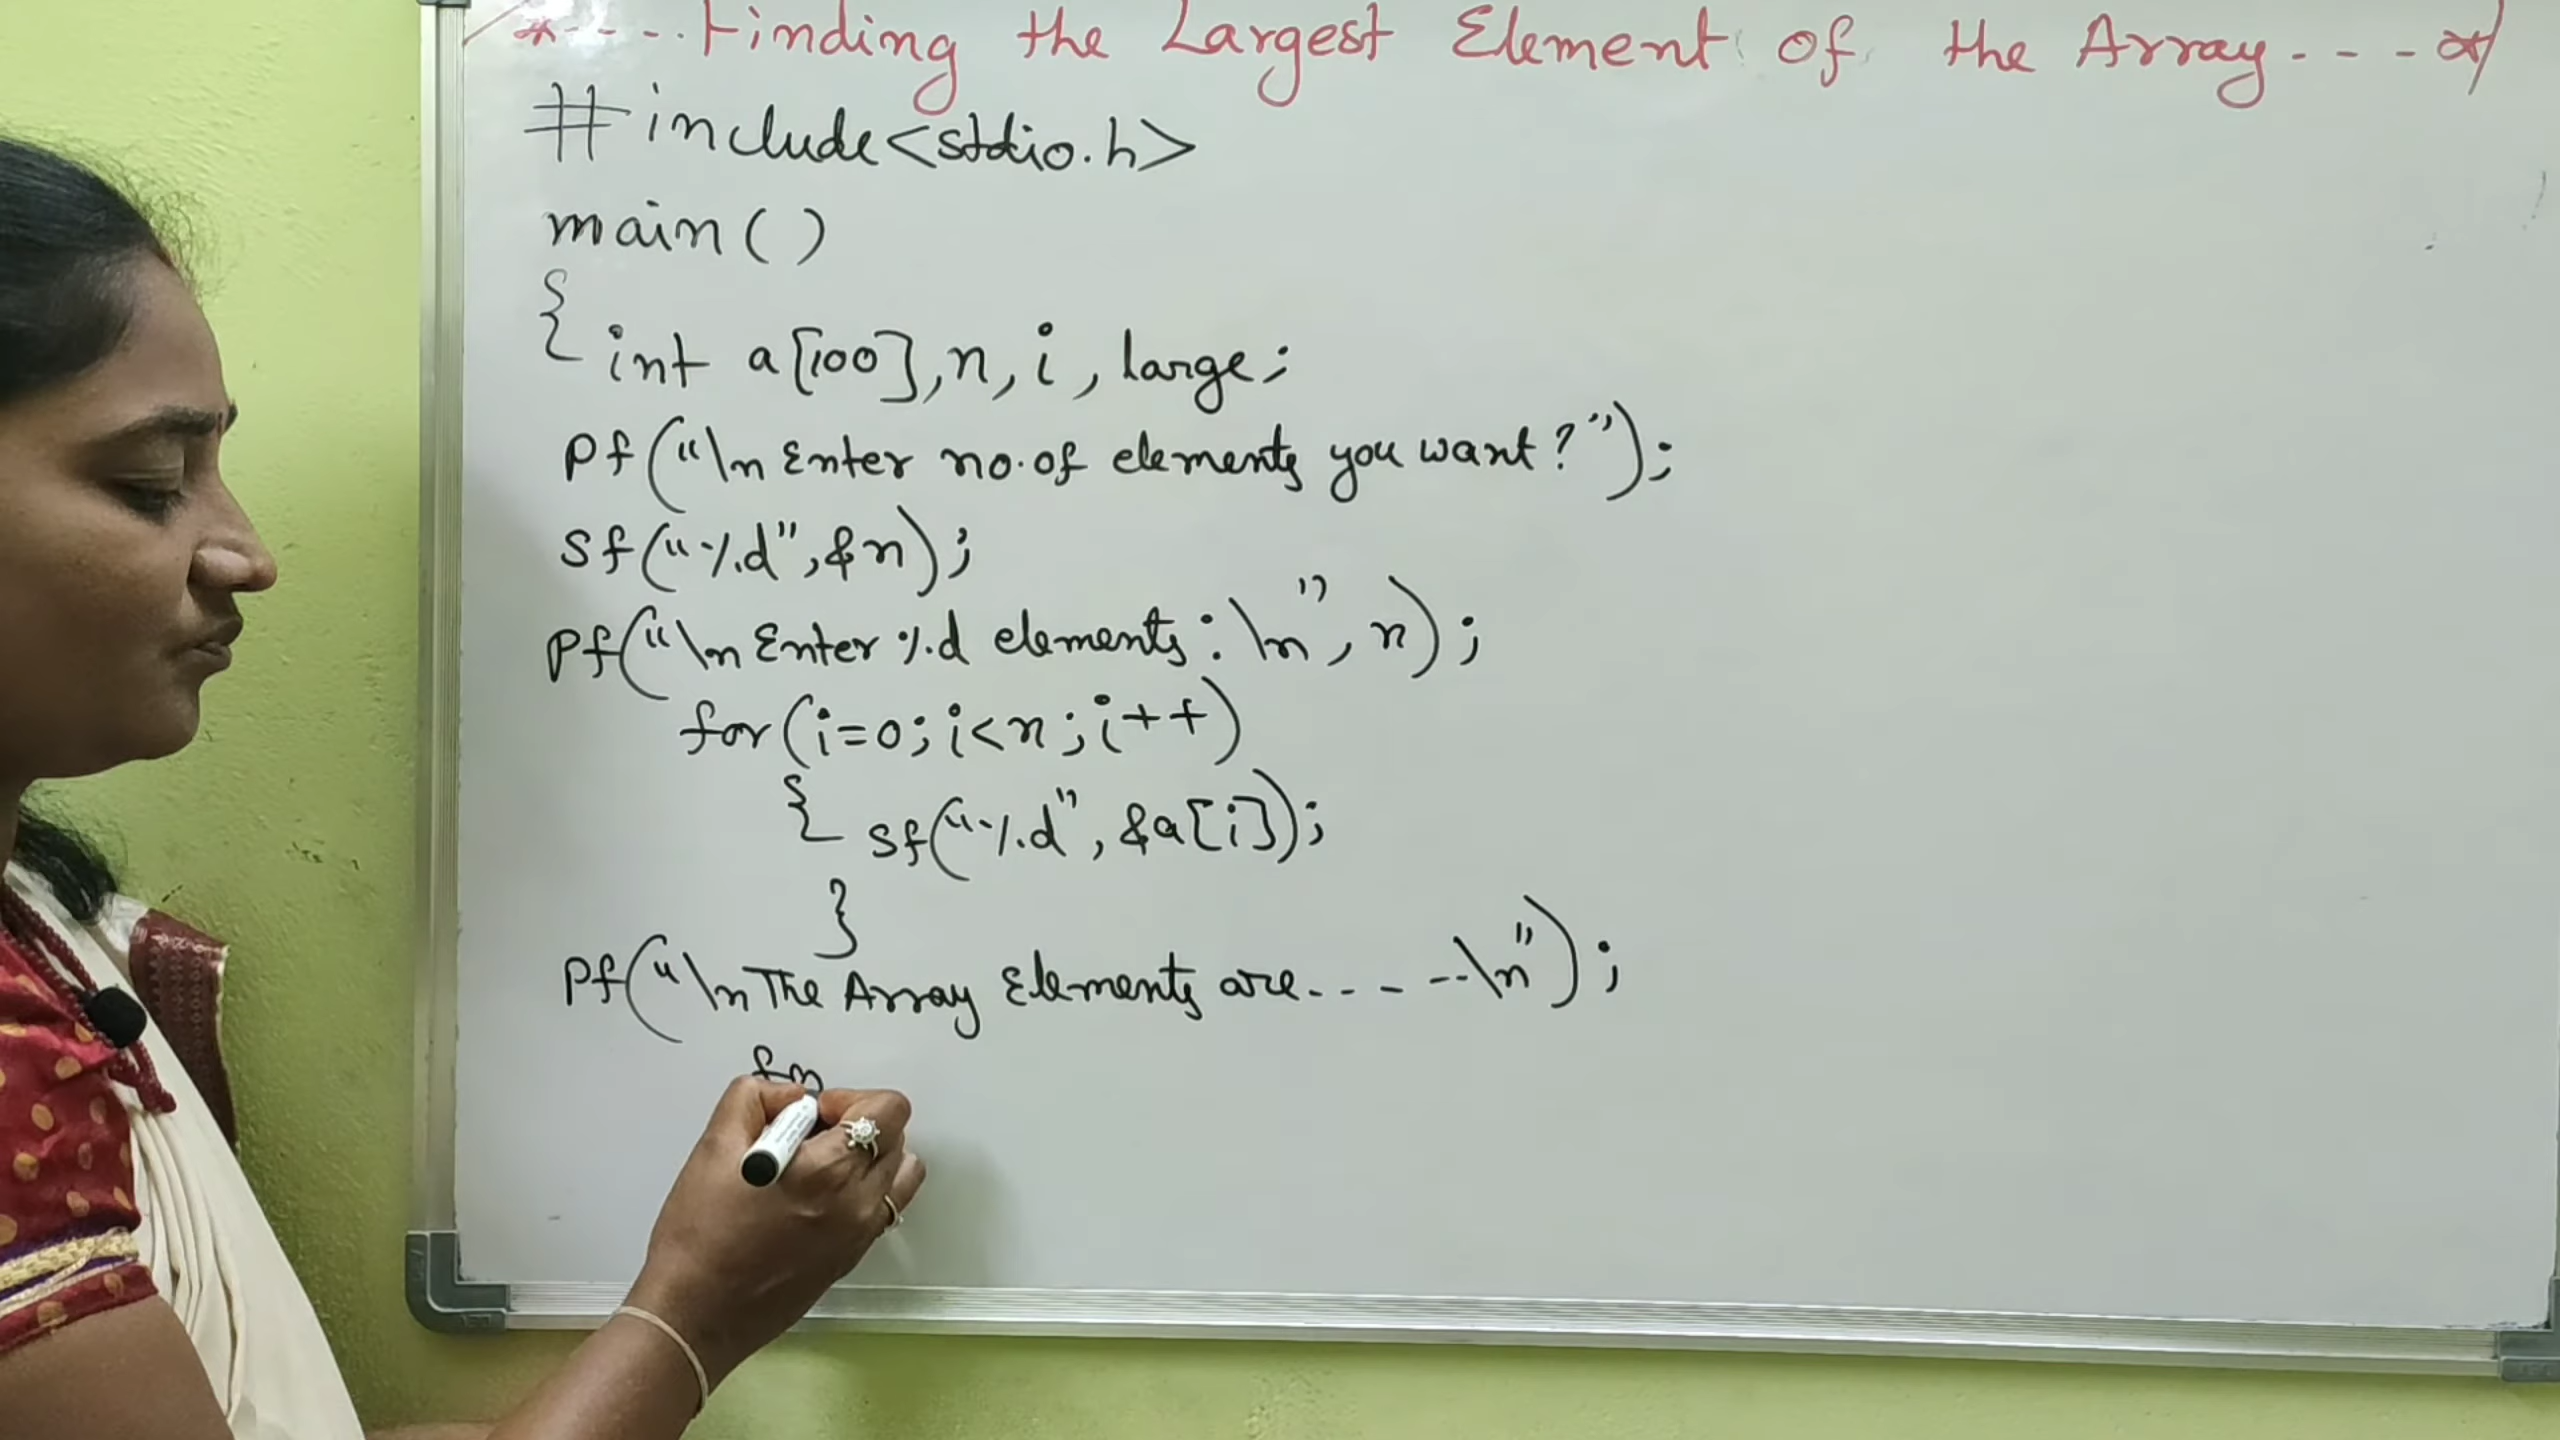 /*----Finding the Largest Element of the Array---*/
#include<stdio.h>
main()
{
int a[100],n,i,large;
Pf("\n Enter no.of elements you want?");
Sf("%d",&n);
Pf("\n Enter %d elements:\n",n);
for(i=0;i<n;i++)
{ Sf("%d",&a[i]);
}
Pf("\n The Array Elements are-----\n");